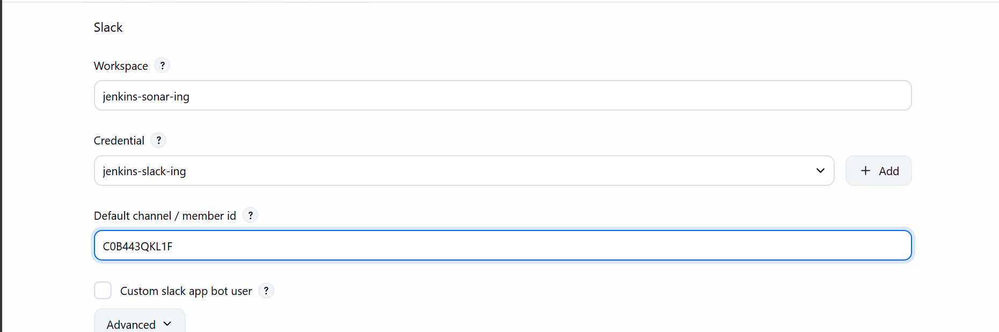 Slack
Workspace ?
jenkins-sonar-ing
Credential ?
jenkins-slack-ing
+ Add
Default channel / member id ?
C0B443QKL1F
Custom slack app bot user ?
Advanced